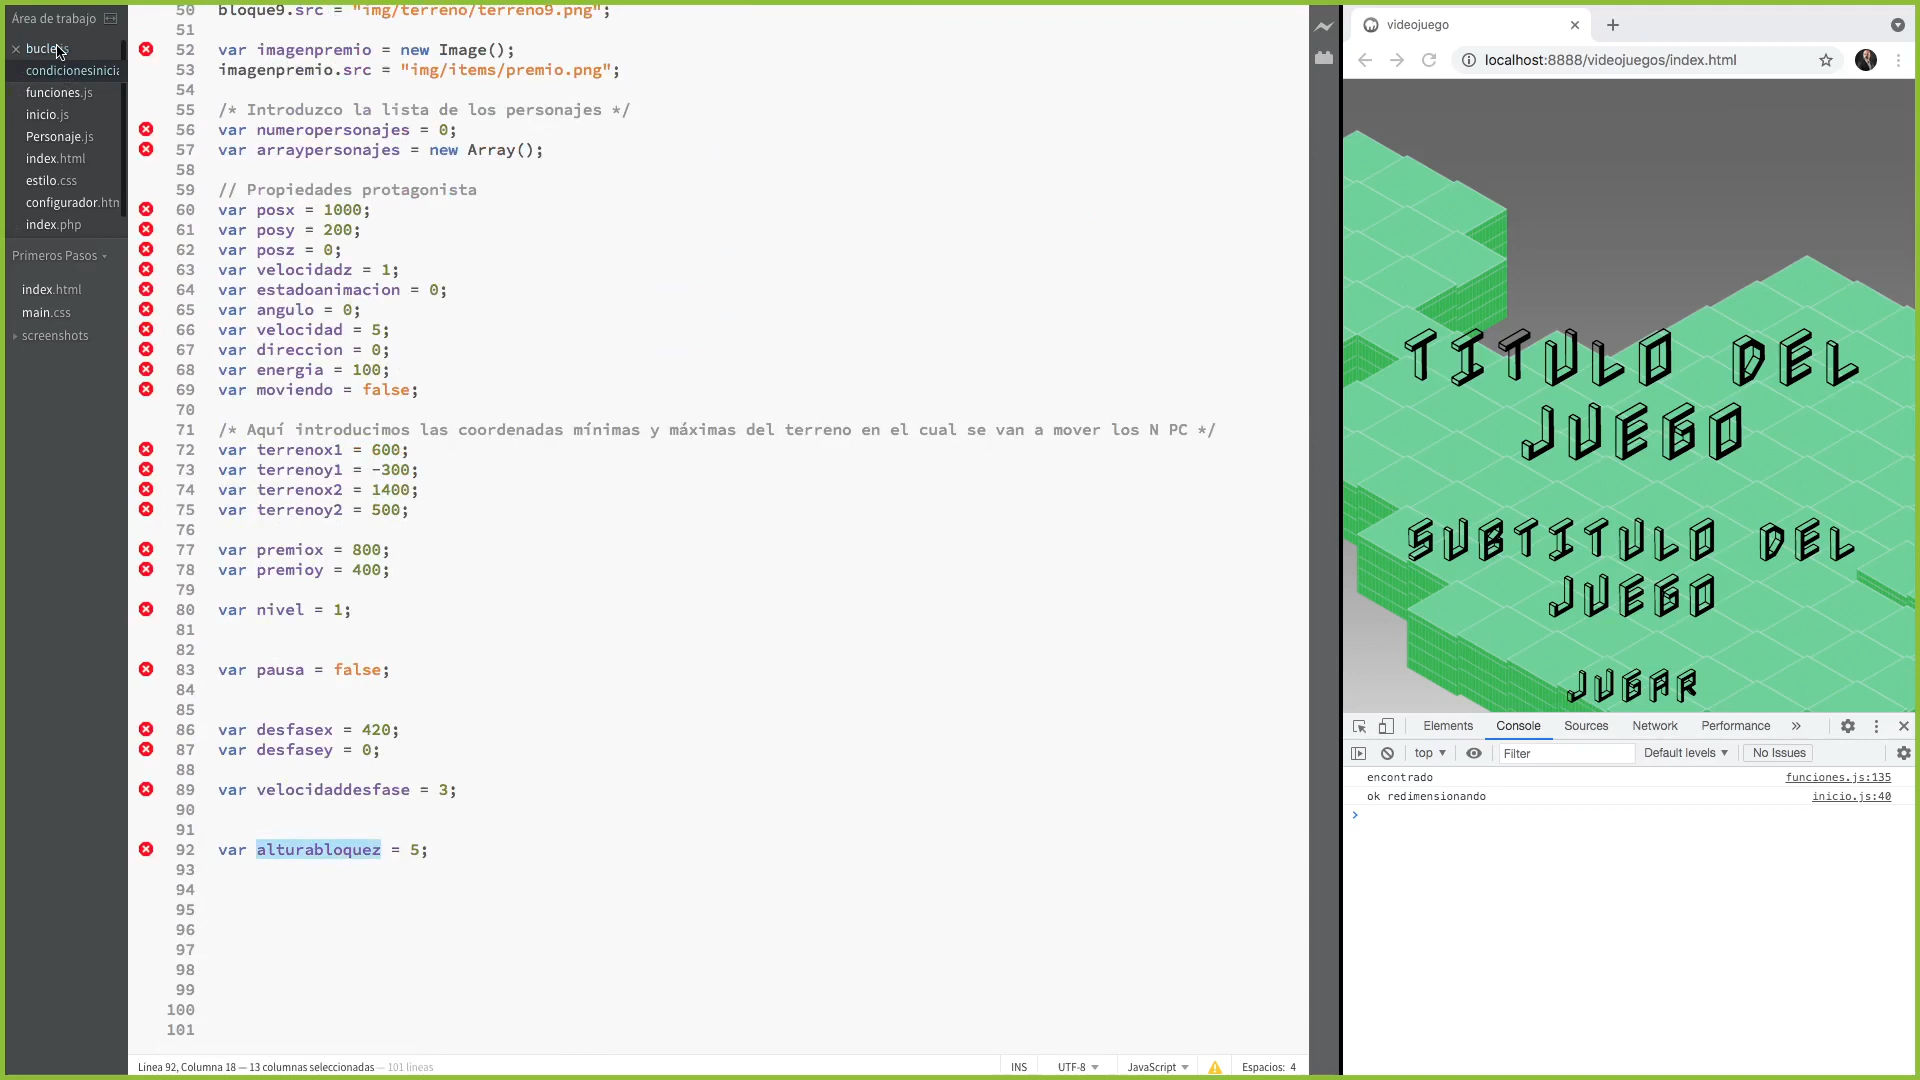 Área de trabajo
bucle.js
condicionesinicia
funciones.js
inicio.js
Personaje.js
index.html
estilo.css
configurador.htm
index.php
Primeros Pasos
index.html
main.css
screenshots
50 bloque9.src = "img/terreno/terreno9.png";
51
52 var imagenpremio = new Image();
53 imagenpremio.src = "img/items/premio.png";
54
55 /* Introduzco la lista de los personajes */
56 var numeropersonajes = 0;
57 var arraypersonajes = new Array();
58
59 // Propiedades protagonista
60 var posx = 1000;
61 var posy = 200;
62 var posz = 0;
63 var velocidadz = 1;
64 var estadoanimacion = 0;
65 var angulo = 0;
66 var velocidad = 5;
67 var direccion = 0;
68 var energia = 100;
69 var moviendo = false;
70
71 /* Aquí introducimos las coordenadas mínimas y máximas del terreno en el cual se van a mover los N PC */
72 var terrenox1 = 600;
73 var terrenoy1 = -300;
74 var terrenox2 = 1400;
75 var terrenoy2 = 500;
76
77 var premiox = 800;
78 var premioy = 400;
79
80 var nivel = 1;
81
82
83 var pausa = false;
84
85
86 var desfasex = 420;
87 var desfasey = 0;
88
89 var velocidaddesfase = 3;
90
91
92 var alturabloquez = 5;
93
94
95
96
97
98
99
100
101
Línea 92, Columna 18 — 13 columnas seleccionadas — 101 líneas
INS UTF-8 JavaScript Espacios: 4
videojuego
localhost:8888/videojuegos/index.html
TITULO DEL
JUEGO
SUBTITULO DEL
JUEGO
JUGAR
Elements Console Sources Network Performance
top Filter Default levels No Issues
encontrado funciones.js:135
ok redimensionando inicio.js:40